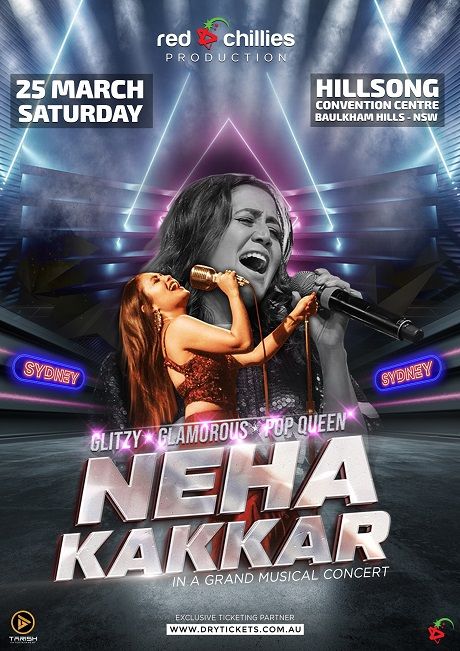 red chillies
PRODUCTION
25 MARCH
SATURDAY
HILLSONG
CONVENTION CENTRE
BAULKHAM HILLS - NSW
SYDNEY
SYDNEY
GLITZY ★ GLAMOROUS ★ POP QUEEN
NEHA
KAKKAR
IN A GRAND MUSICAL CONCERT
EXCLUSIVE TICKETING PARTNER
WWW.DRYTICKETS.COM.AU
TARISH